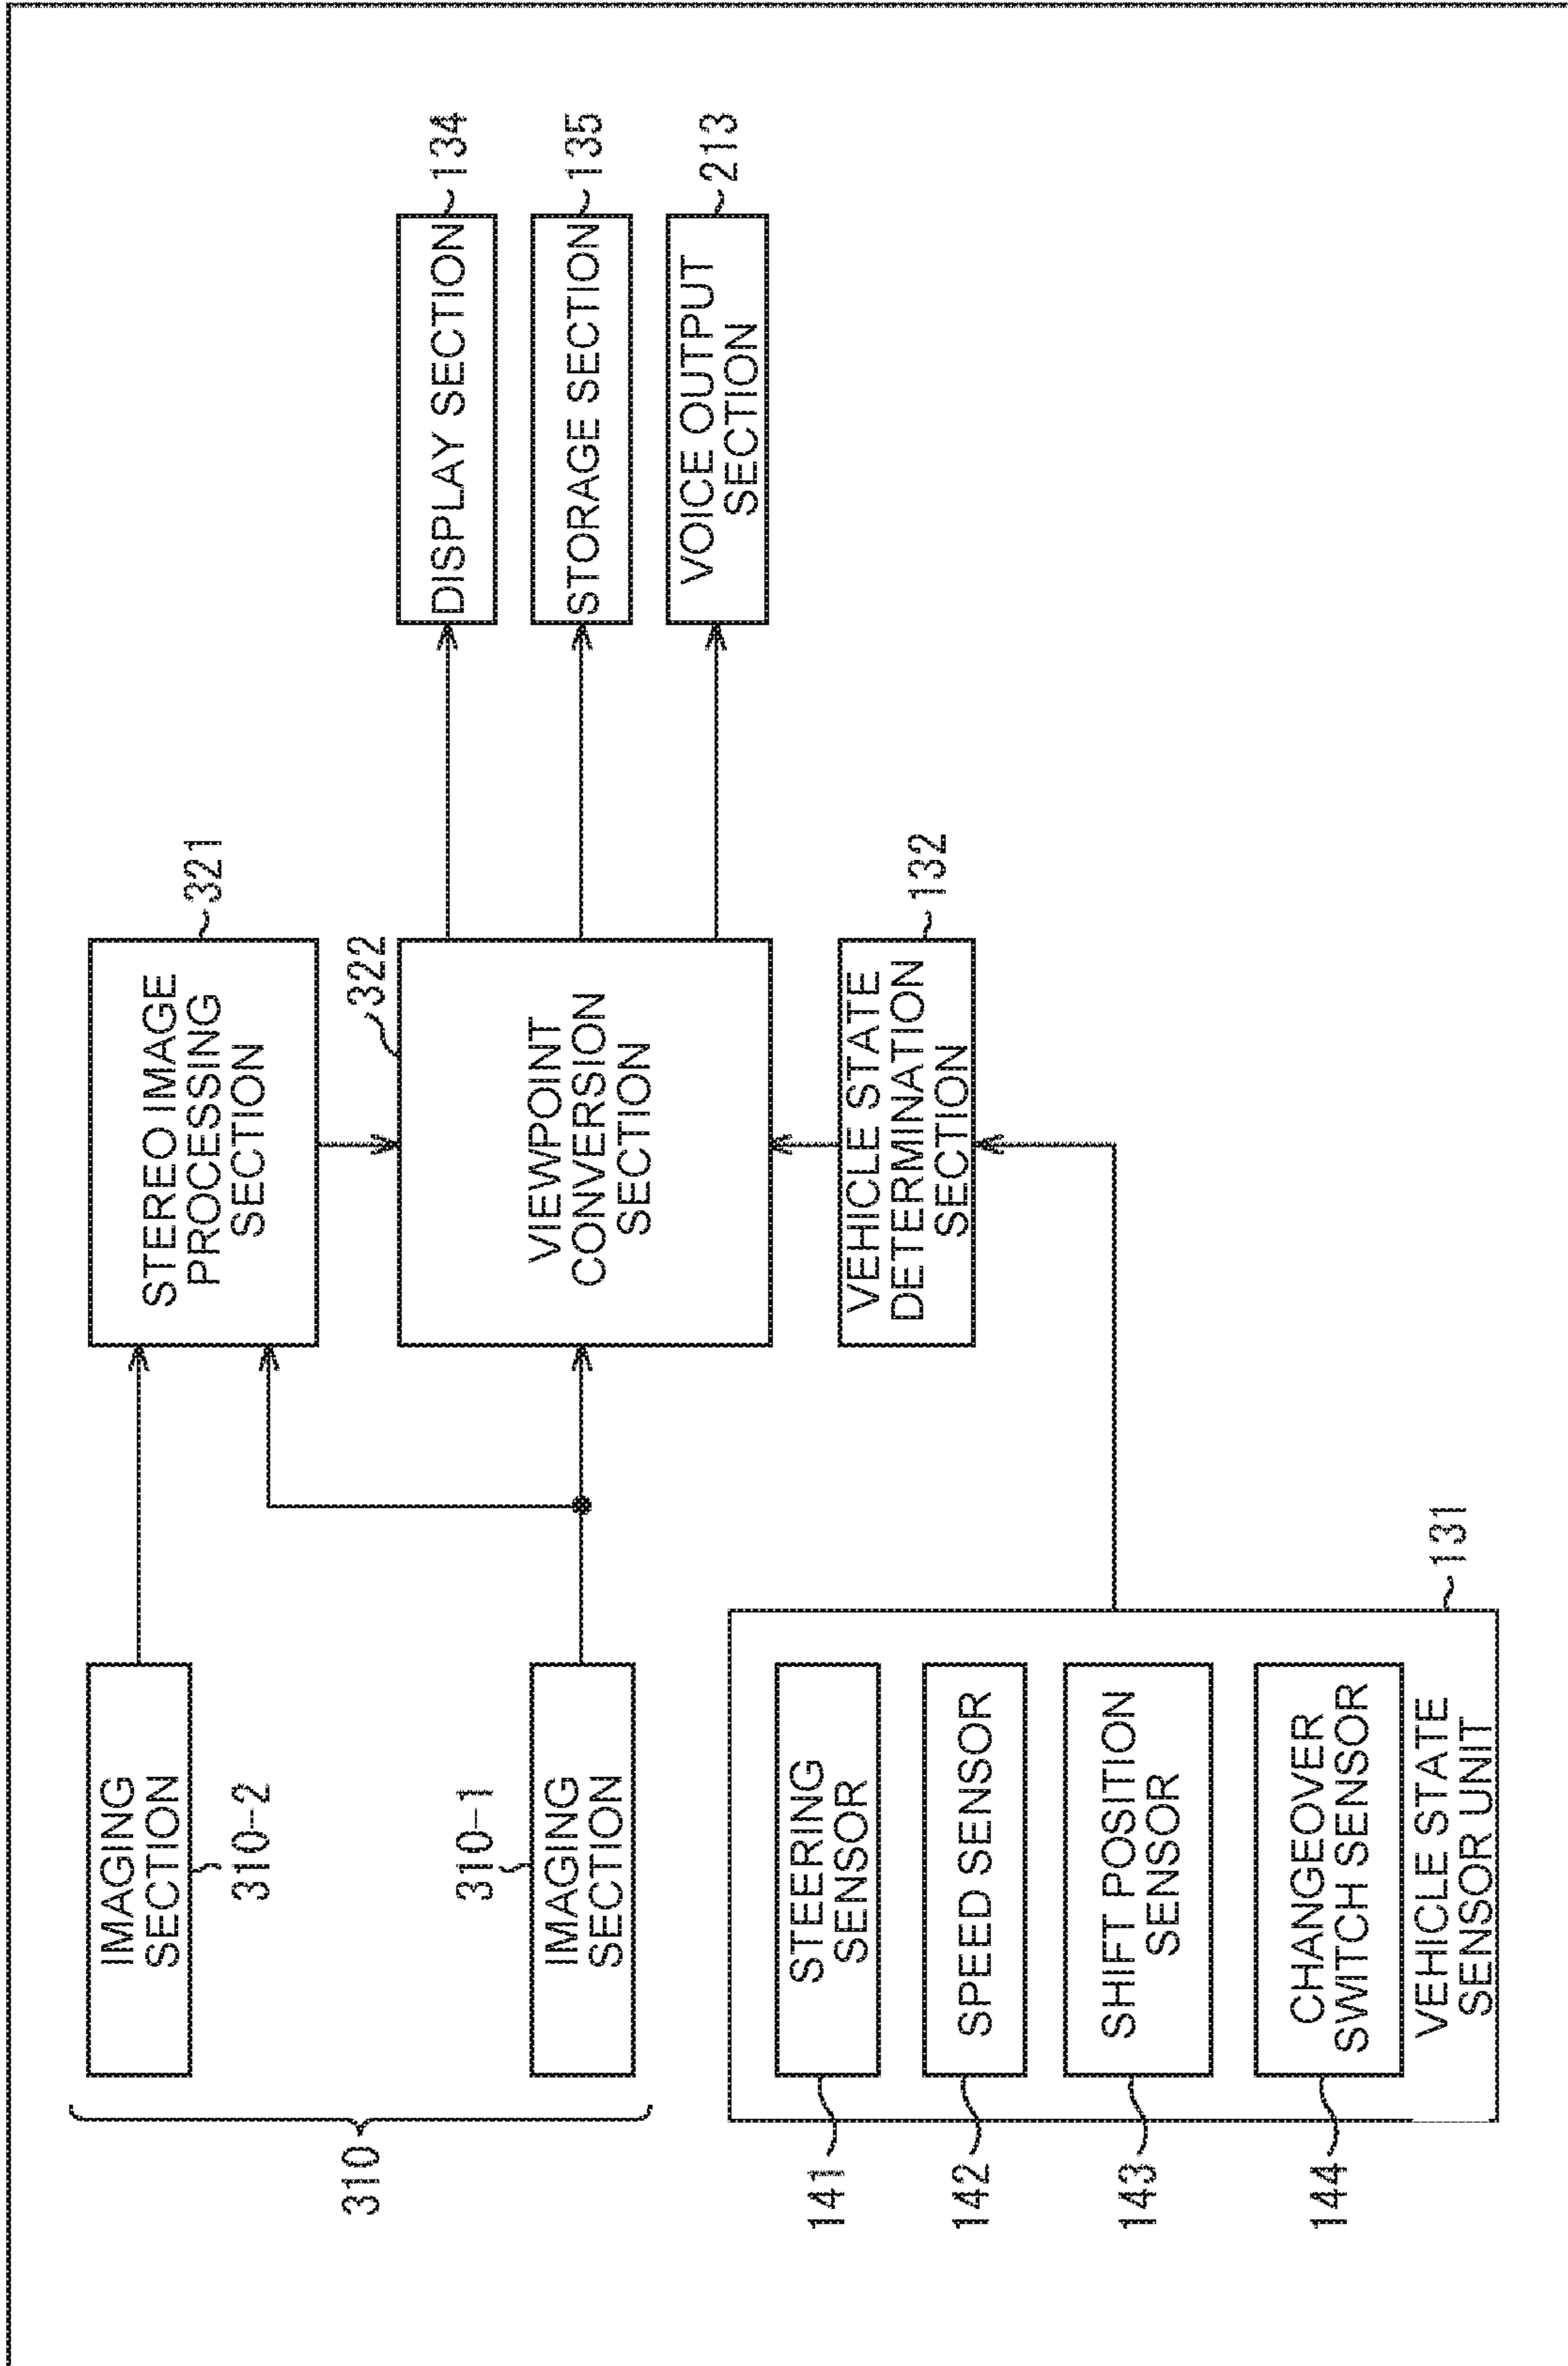 IMAGING
SECTION
310-2
310
310-1
IMAGING
SECTION
STEREO IMAGE
PROCESSING
SECTION
321
322
VIEWPOINT
CONVERSION
SECTION
DISPLAY SECTION
134
STORAGE SECTION
135
VOICE OUTPUT
SECTION
213
VEHICLE STATE
DETERMINATION
SECTION
132
141
STEERING
SENSOR
142
SPEED SENSOR
143
SHIFT POSITION
SENSOR
144
CHANGEOVER
SWITCH SENSOR
VEHICLE STATE
SENSOR UNIT
131